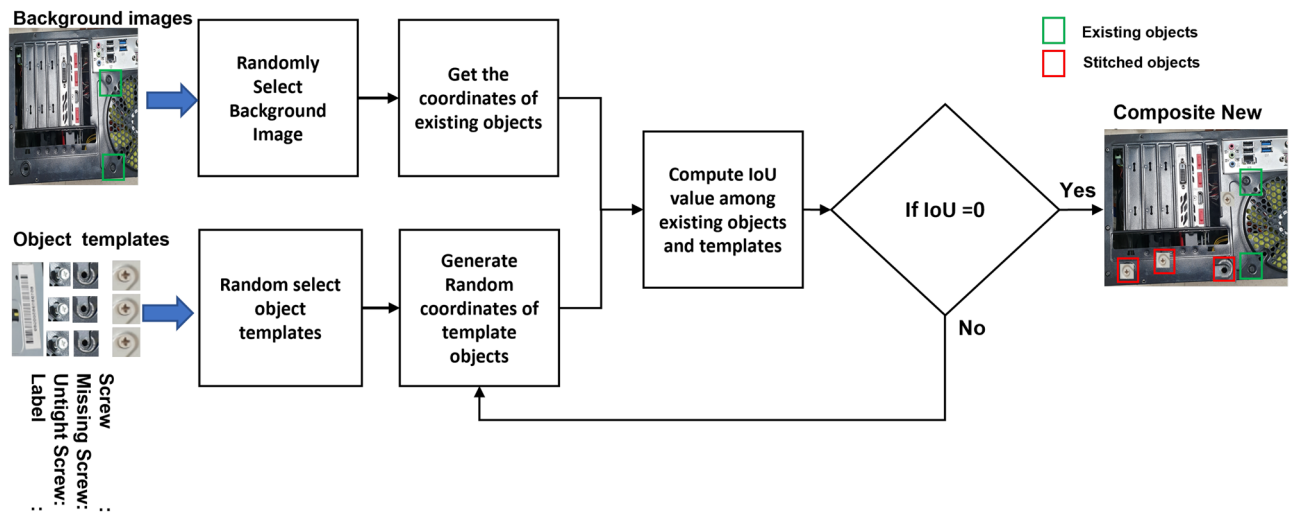 Background images
Randomly
Select
Background
Image
Get the
coordinates of
existing objects
Existing objects
Stitched objects
Object templates
Random select
object
templates
Generate
Random
coordinates of
template
objects
Compute IoU
value among
existing objects
and templates
If IoU =0
Yes
No
Composite New
Label
Untight Screw:
Missing Screw:
Screw
:
: